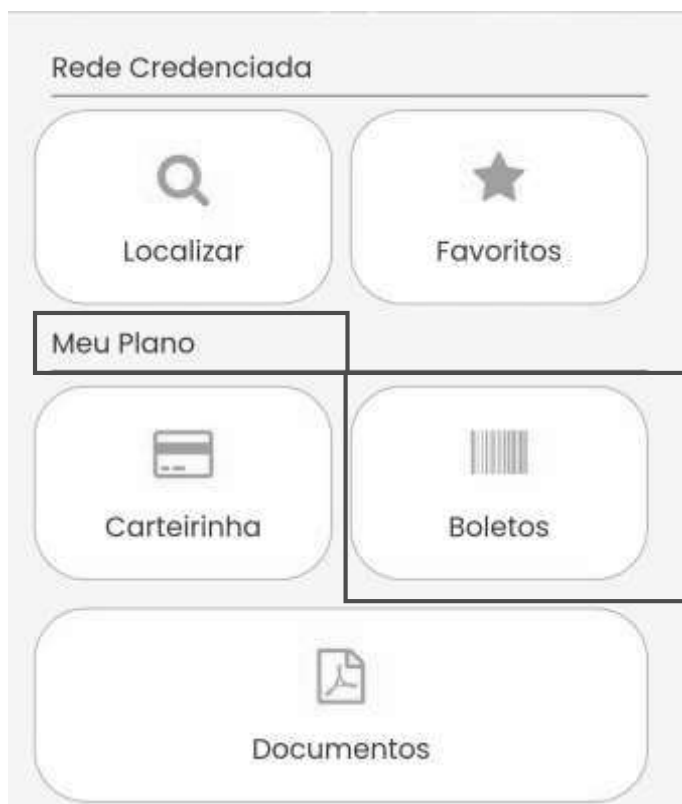 Rede Credenciada
Localizar
Favoritos
Meu Plano
Carteirinha
Boletos
Documentos